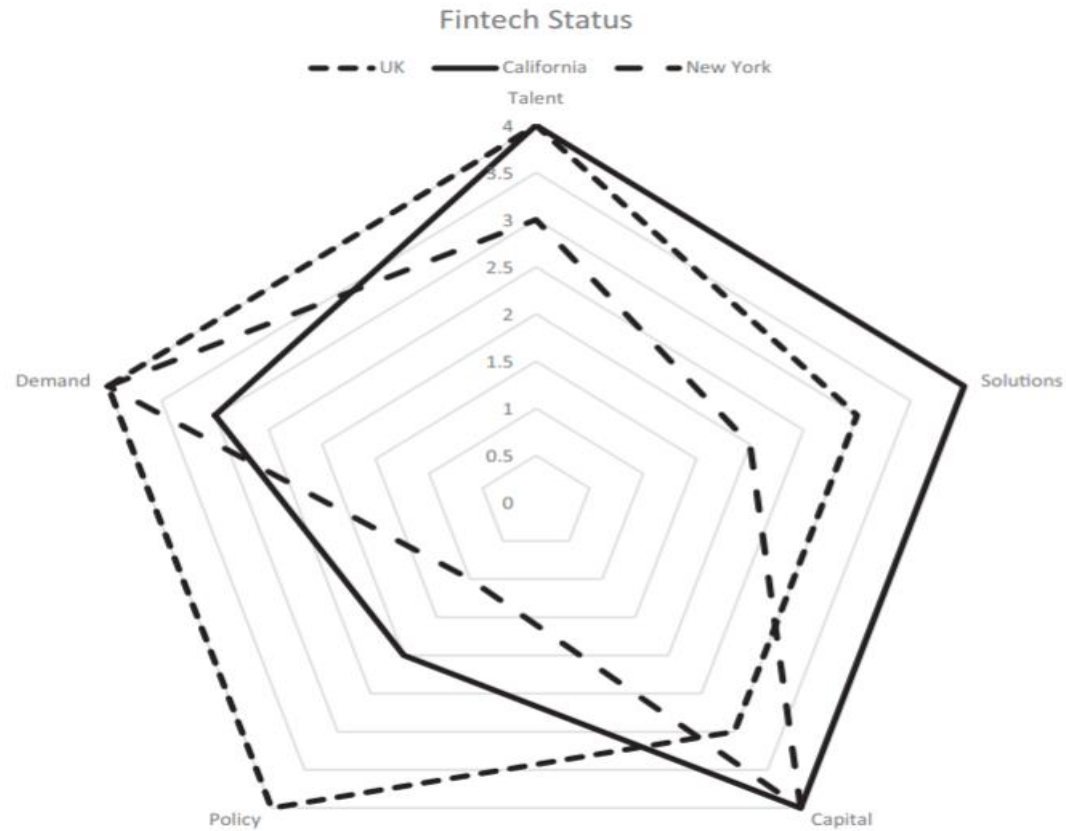 Fintech Status
UK California New York
Talent
4
3.5
3
2.5
2
1.5
1
0.5
0
Demand
Solutions
Policy
Capital